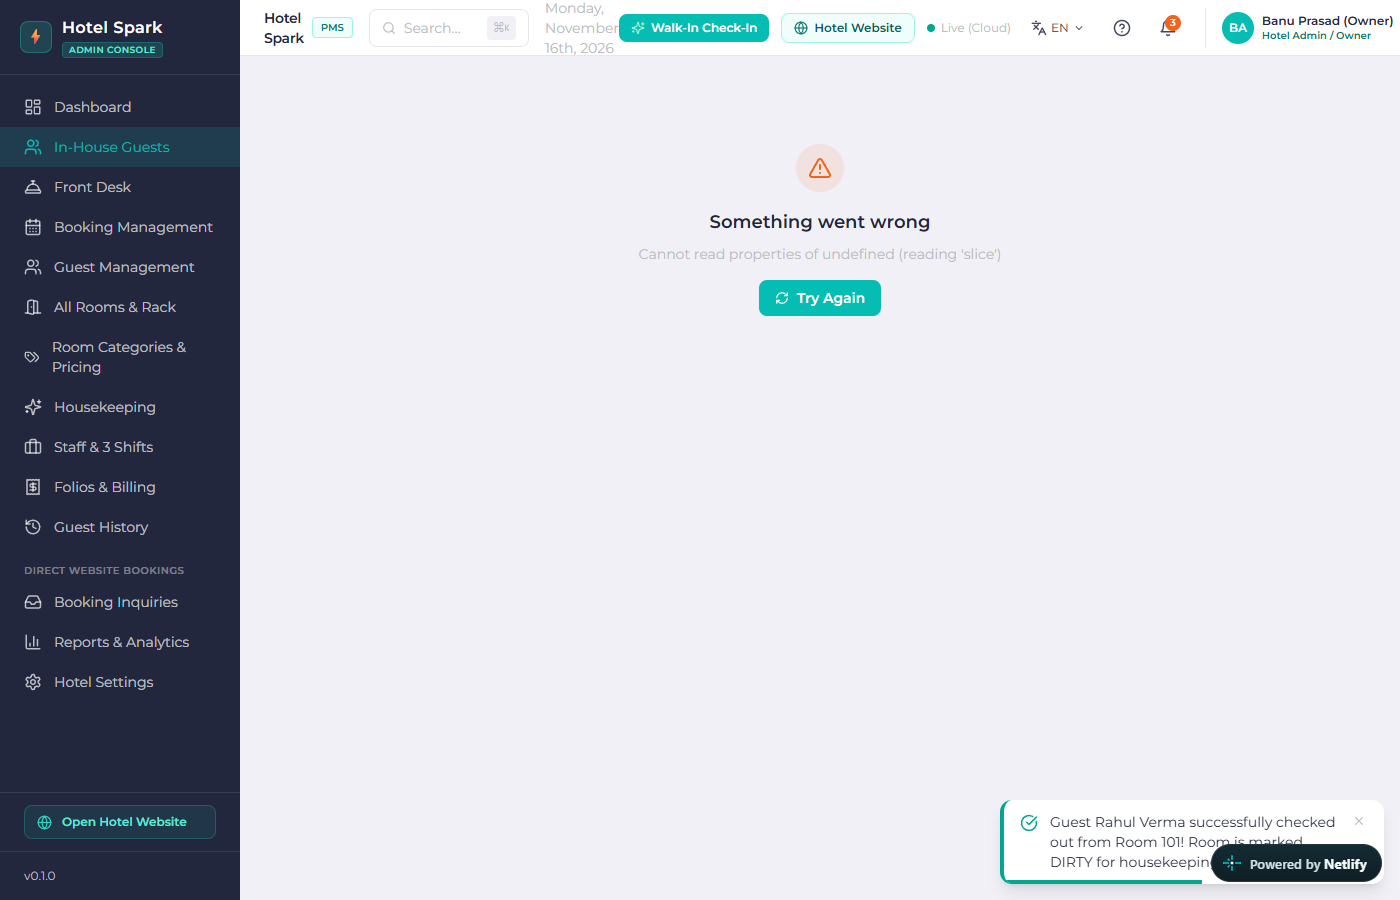 Hotel Spark
ADMIN CONSOLE
Dashboard
In-House Guests
Front Desk
Booking Management
Guest Management
All Rooms & Rack
Room Categories &
Pricing
Housekeeping
Staff & 3 Shifts
Folios & Billing
Guest History
DIRECT WEBSITE BOOKINGS
Booking Inquiries
Reports & Analytics
Hotel Settings
Open Hotel Website
v0.1.0
Hotel
Spark
PMS
Search...
⌘K
Monday,
November
16th, 2026
Walk-In Check-In
Hotel Website
Live (Cloud)
EN
3
BA
Banu Prasad (Owner)
Hotel Admin / Owner
Something went wrong
Cannot read properties of undefined (reading 'slice')
Try Again
Guest Rahul Verma successfully checked
out from Room 101! Room is marked
DIRTY for housekeeping
Powered by Netlify